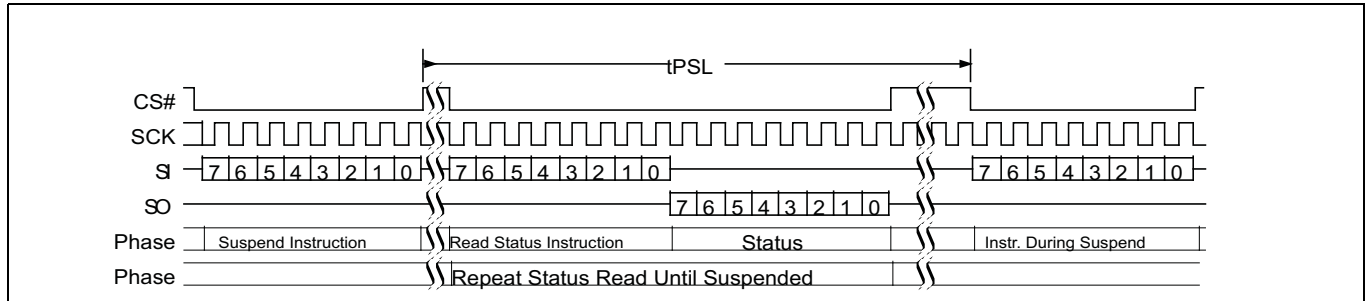 tPSL
CS#
SCK
SI 7 6 5 4 3 2 1 0 7 6 5 4 3 2 1 0 7 6 5 4 3 2 1 0
SO 7 6 5 4 3 2 1 0
Phase Suspend Instruction Read Status Instruction Status Instr. During Suspend
Phase Repeat Status Read Until Suspended